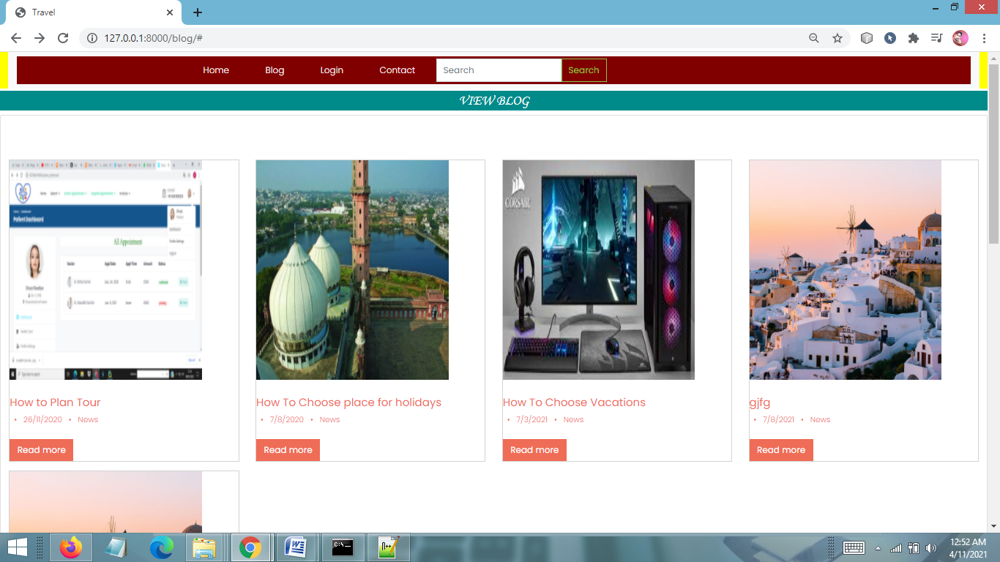 Travel
127.0.0.1:8000/blog/#
Home Blog Login Contact Search Search
VIEW BLOG
CORSAIR
Patient Dashboard
All Appointment
How to Plan Tour
• 26/11/2020 • News
Read more
How To Choose place for holidays
• 7/8/2020 • News
Read more
How To Choose Vacations
• 7/3/2021 • News
Read more
gjfg
• 7/8/2021 • News
Read more
12:52 AM
4/11/2021